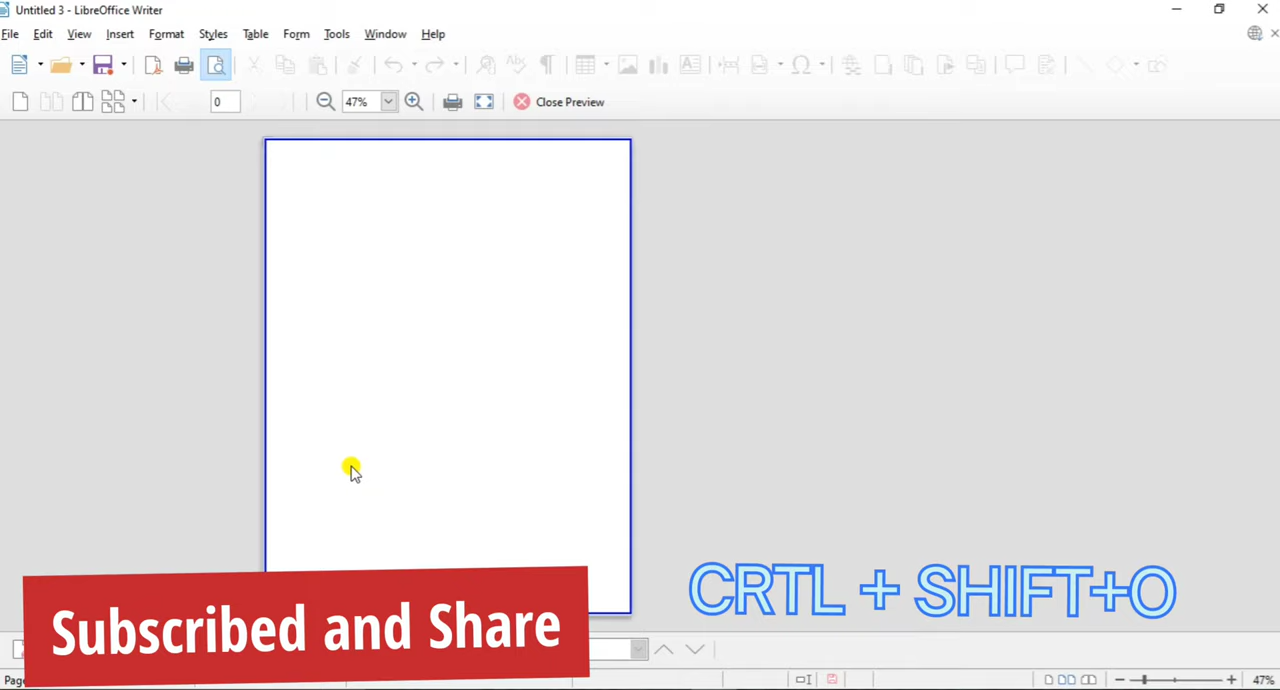 Untitled 3 - LibreOffice Writer
File Edit View Insert Format Styles Table Form Tools Window Help
0 47% Close Preview
CRTL + SHIFT+O
Subscribed and Share
47%